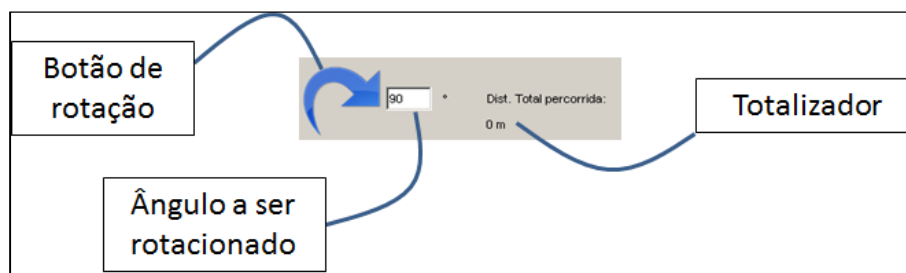 Botão de
rotação
90 °
Dist. Total percorrida:
0 m
Totalizador
Ângulo a ser
rotacionado